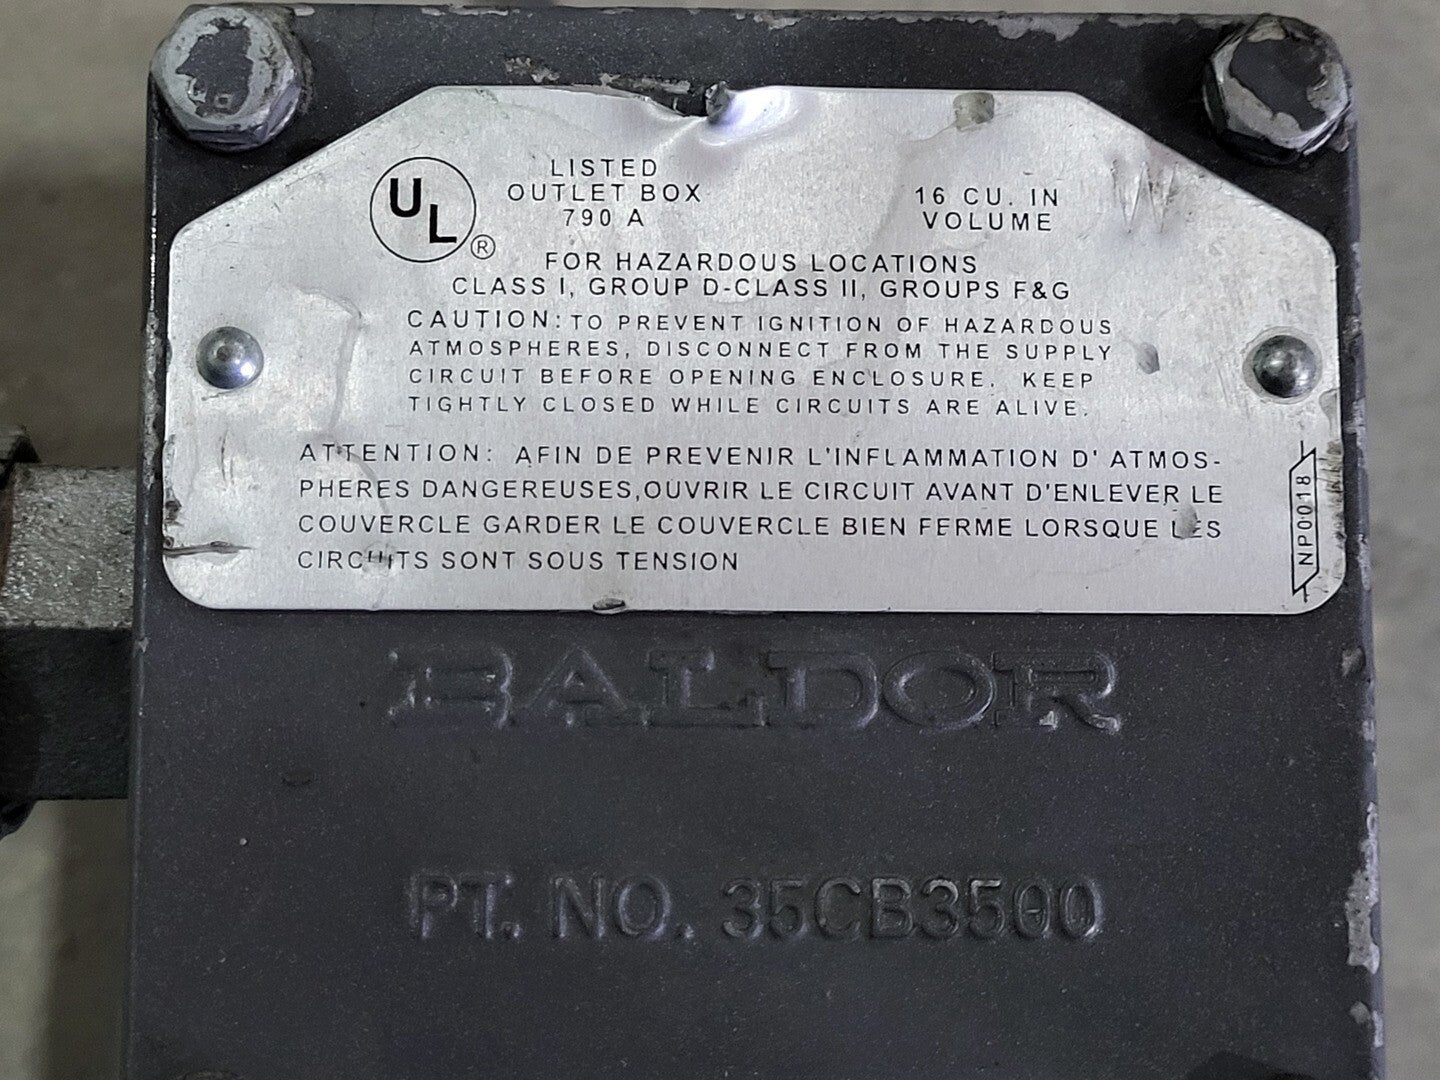 UL®
LISTED
OUTLET BOX
790 A
16 CU. IN
VOLUME
FOR HAZARDOUS LOCATIONS
CLASS I, GROUP D-CLASS II, GROUPS F&G
CAUTION: TO PREVENT IGNITION OF HAZARDOUS
ATMOSPHERES, DISCONNECT FROM THE SUPPLY
CIRCUIT BEFORE OPENING ENCLOSURE. KEEP
TIGHTLY CLOSED WHILE CIRCUITS ARE ALIVE.
ATTENTION: AFIN DE PREVENIR L'INFLAMMATION D' ATMOS-
PHERES DANGEREUSES,OUVRIR LE CIRCUIT AVANT D'ENLEVER LE
COUVERCLE GARDER LE COUVERCLE BIEN FERME LORSQUE LES
CIRCUITS SONT SOUS TENSION
NP0018
BALDOR
PT. NO. 35CB3500